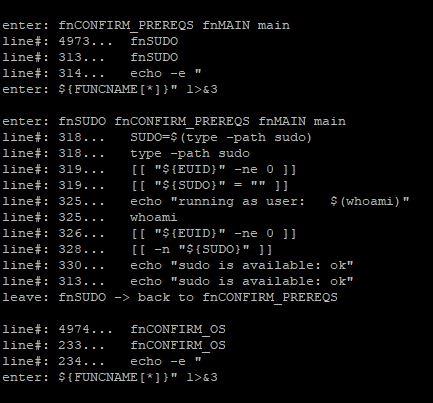 enter: fnCONFIRM_PREREQS fnMAIN main
line#: 4973... fnSUDO
line#: 313... fnSUDO
line#: 314... echo -e "
enter: ${FUNCNAME[*]}" 1>&3
enter: fnSUDO fnCONFIRM_PREREQS fnMAIN main
line#: 318... SUDO=$(type -path sudo)
line#: 318... type -path sudo
line#: 319... [[ "${EUID}" -ne 0 ]]
line#: 319... [[ "${SUDO}" = "" ]]
line#: 325... echo "running as user: $(whoami)"
line#: 325... whoami
line#: 326... [[ "${EUID}" -ne 0 ]]
line#: 328... [[ -n "${SUDO}" ]]
line#: 330... echo "sudo is available: ok"
line#: 313... echo "sudo is available: ok"
leave: fnSUDO -> back to fnCONFIRM_PREREQS
line#: 4974... fnCONFIRM_OS
line#: 233... fnCONFIRM_OS
line#: 234... echo -e "
enter: ${FUNCNAME[*]}" 1>&3